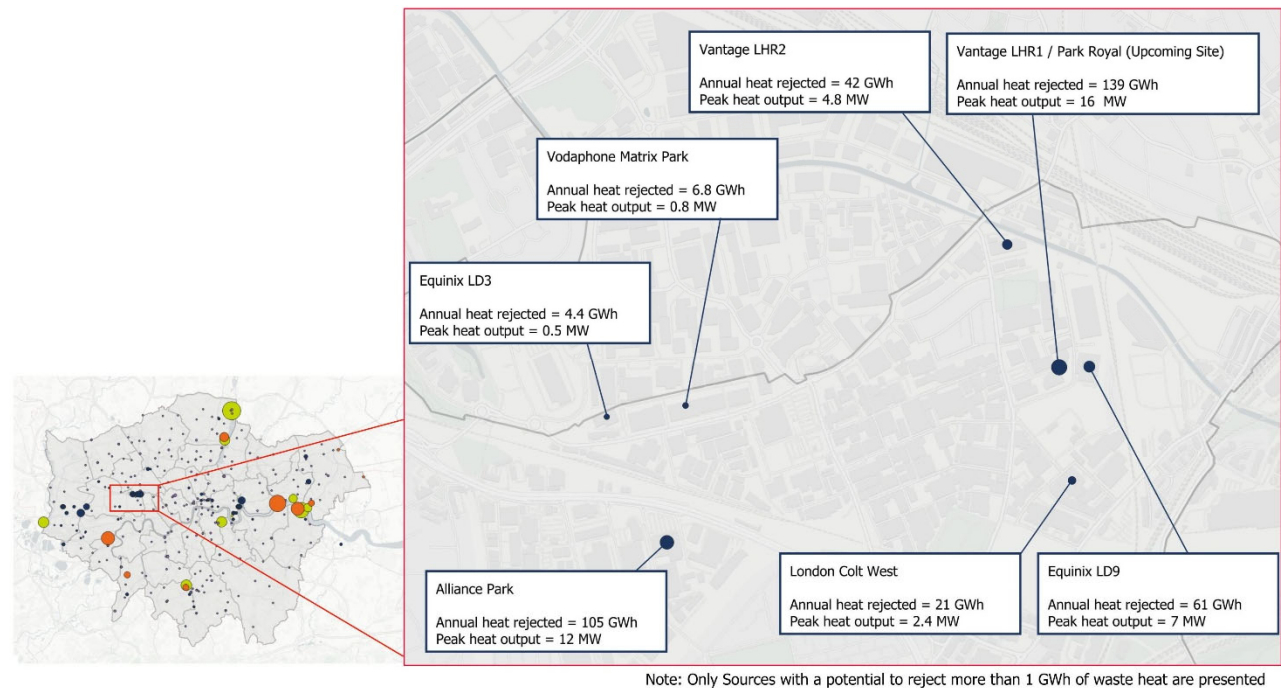 Vantage LHR2
Annual heat rejected = 42 GWh
Peak heat output = 4.8 MW
Vantage LHR1 / Park Royal (Upcoming Site)
Annual heat rejected = 139 GWh
Peak heat output = 16 MW
Vodaphone Matrix Park
Annual heat rejected = 6.8 GWh
Peak heat output = 0.8 MW
Equinix LD3
Annual heat rejected = 4.4 GWh
Peak heat output = 0.5 MW
Alliance Park
Annual heat rejected = 105 GWh
Peak heat output = 12 MW
London Colt West
Annual heat rejected = 21 GWh
Peak heat output = 2.4 MW
Equinix LD9
Annual heat rejected = 61 GWh
Peak heat output = 7 MW
Note: Only Sources with a potential to reject more than 1 GWh of waste heat are presented